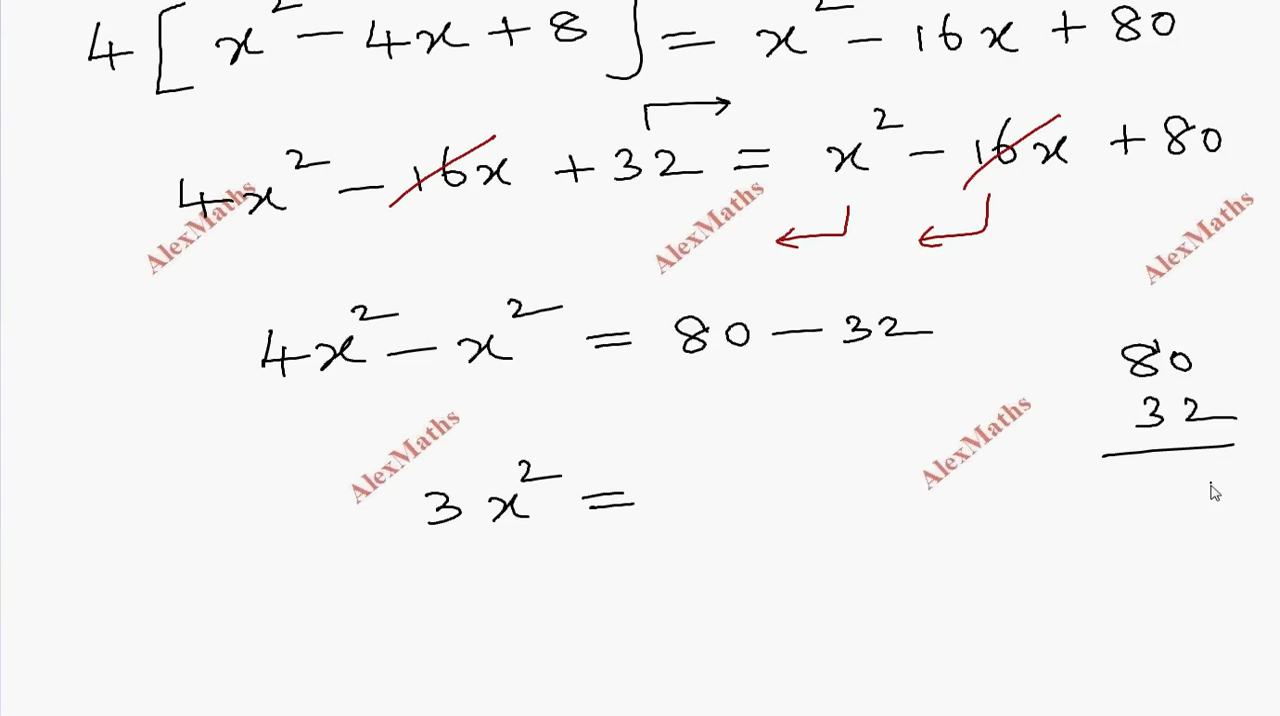 4[x² - 4x + 8] = x² - 16x + 80
4x² - 16x + 32 = x² - 16x + 80
AlexMaths AlexMaths AlexMaths
4x² - x² = 80 - 32
80
32
AlexMaths AlexMaths
3x² =